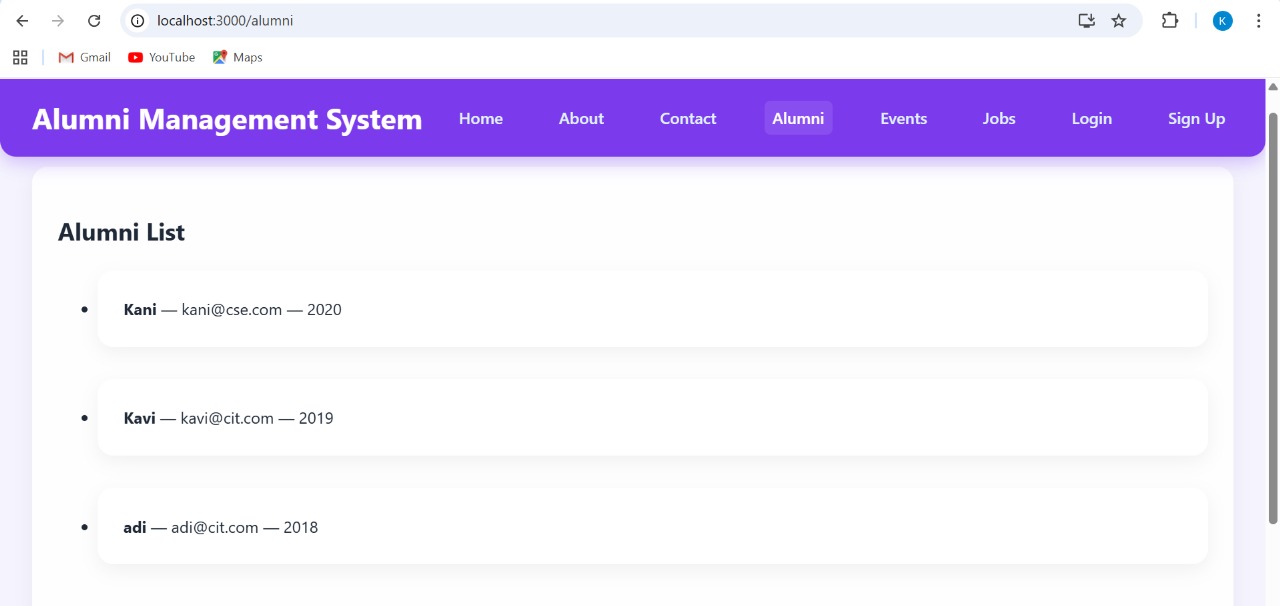 localhost:3000/alumni
K
Gmail YouTube Maps
Alumni Management System Home About Contact Alumni Events Jobs Login Sign Up
Alumni List
• Kani — kani@cse.com — 2020
• Kavi — kavi@cit.com — 2019
• adi — adi@cit.com — 2018